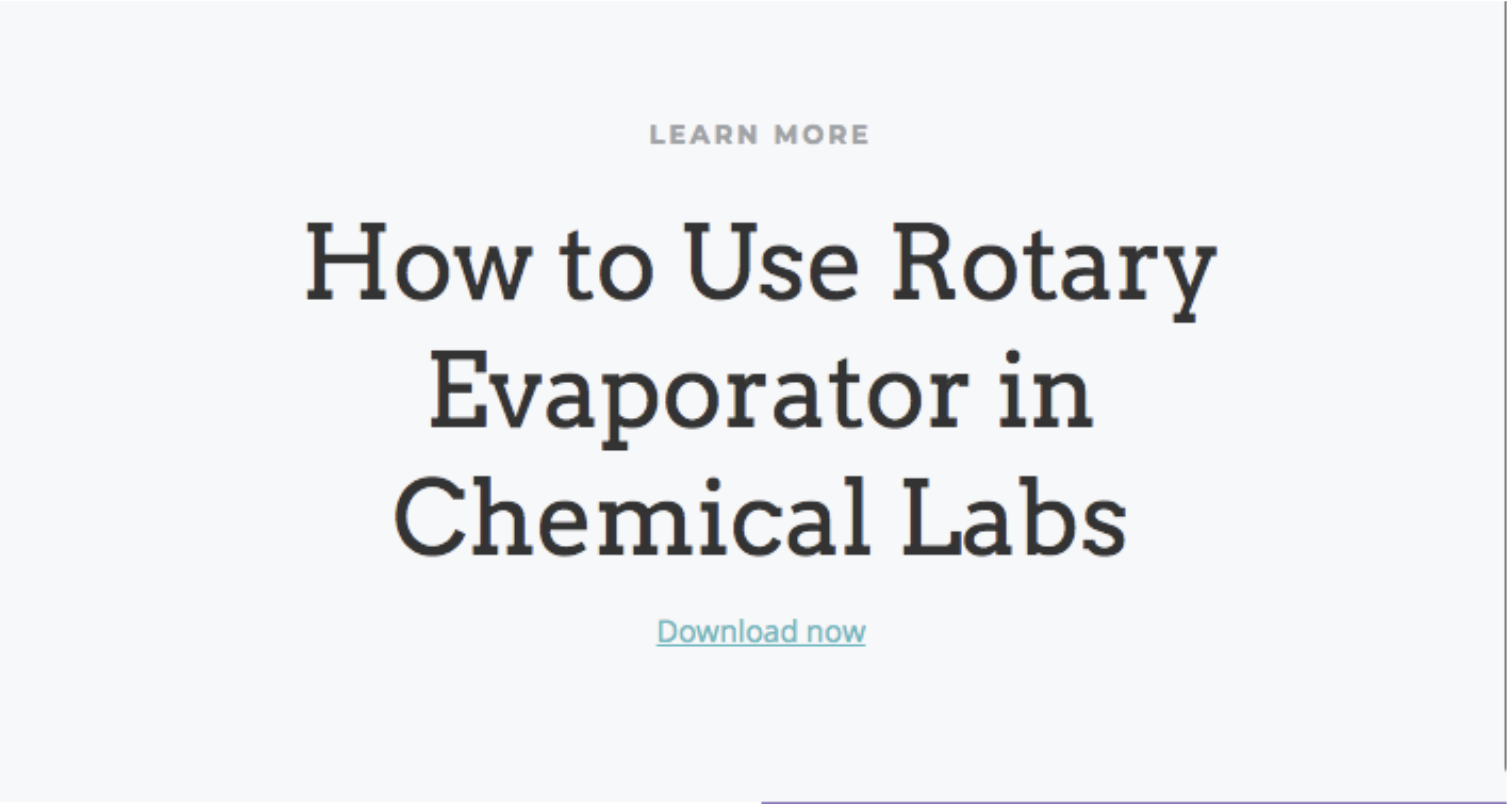 LEARN MORE
How to Use Rotary
Evaporator in
Chemical Labs
Download now